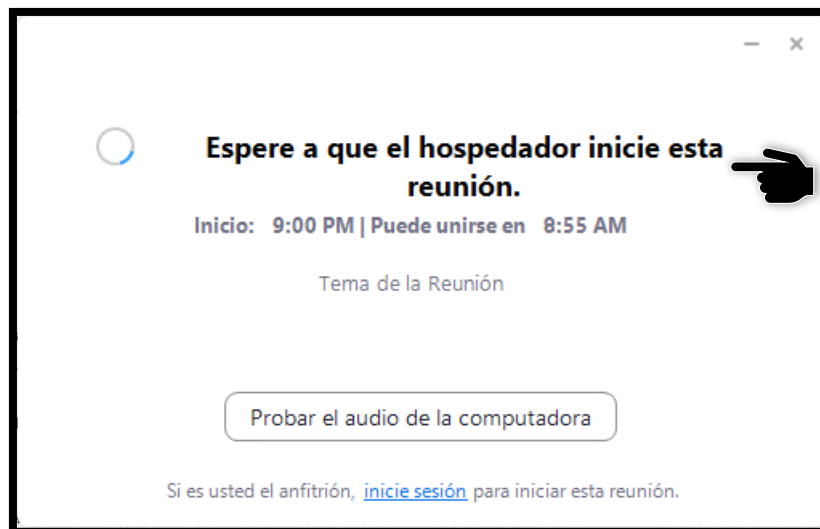 Espere a que el hospedador inicie esta
reunión.
Inicio: 9:00 PM | Puede unirse en 8:55 AM
Tema de la Reunión
Probar el audio de la computadora
Si es usted el anfitrión, inicie sesión para iniciar esta reunión.